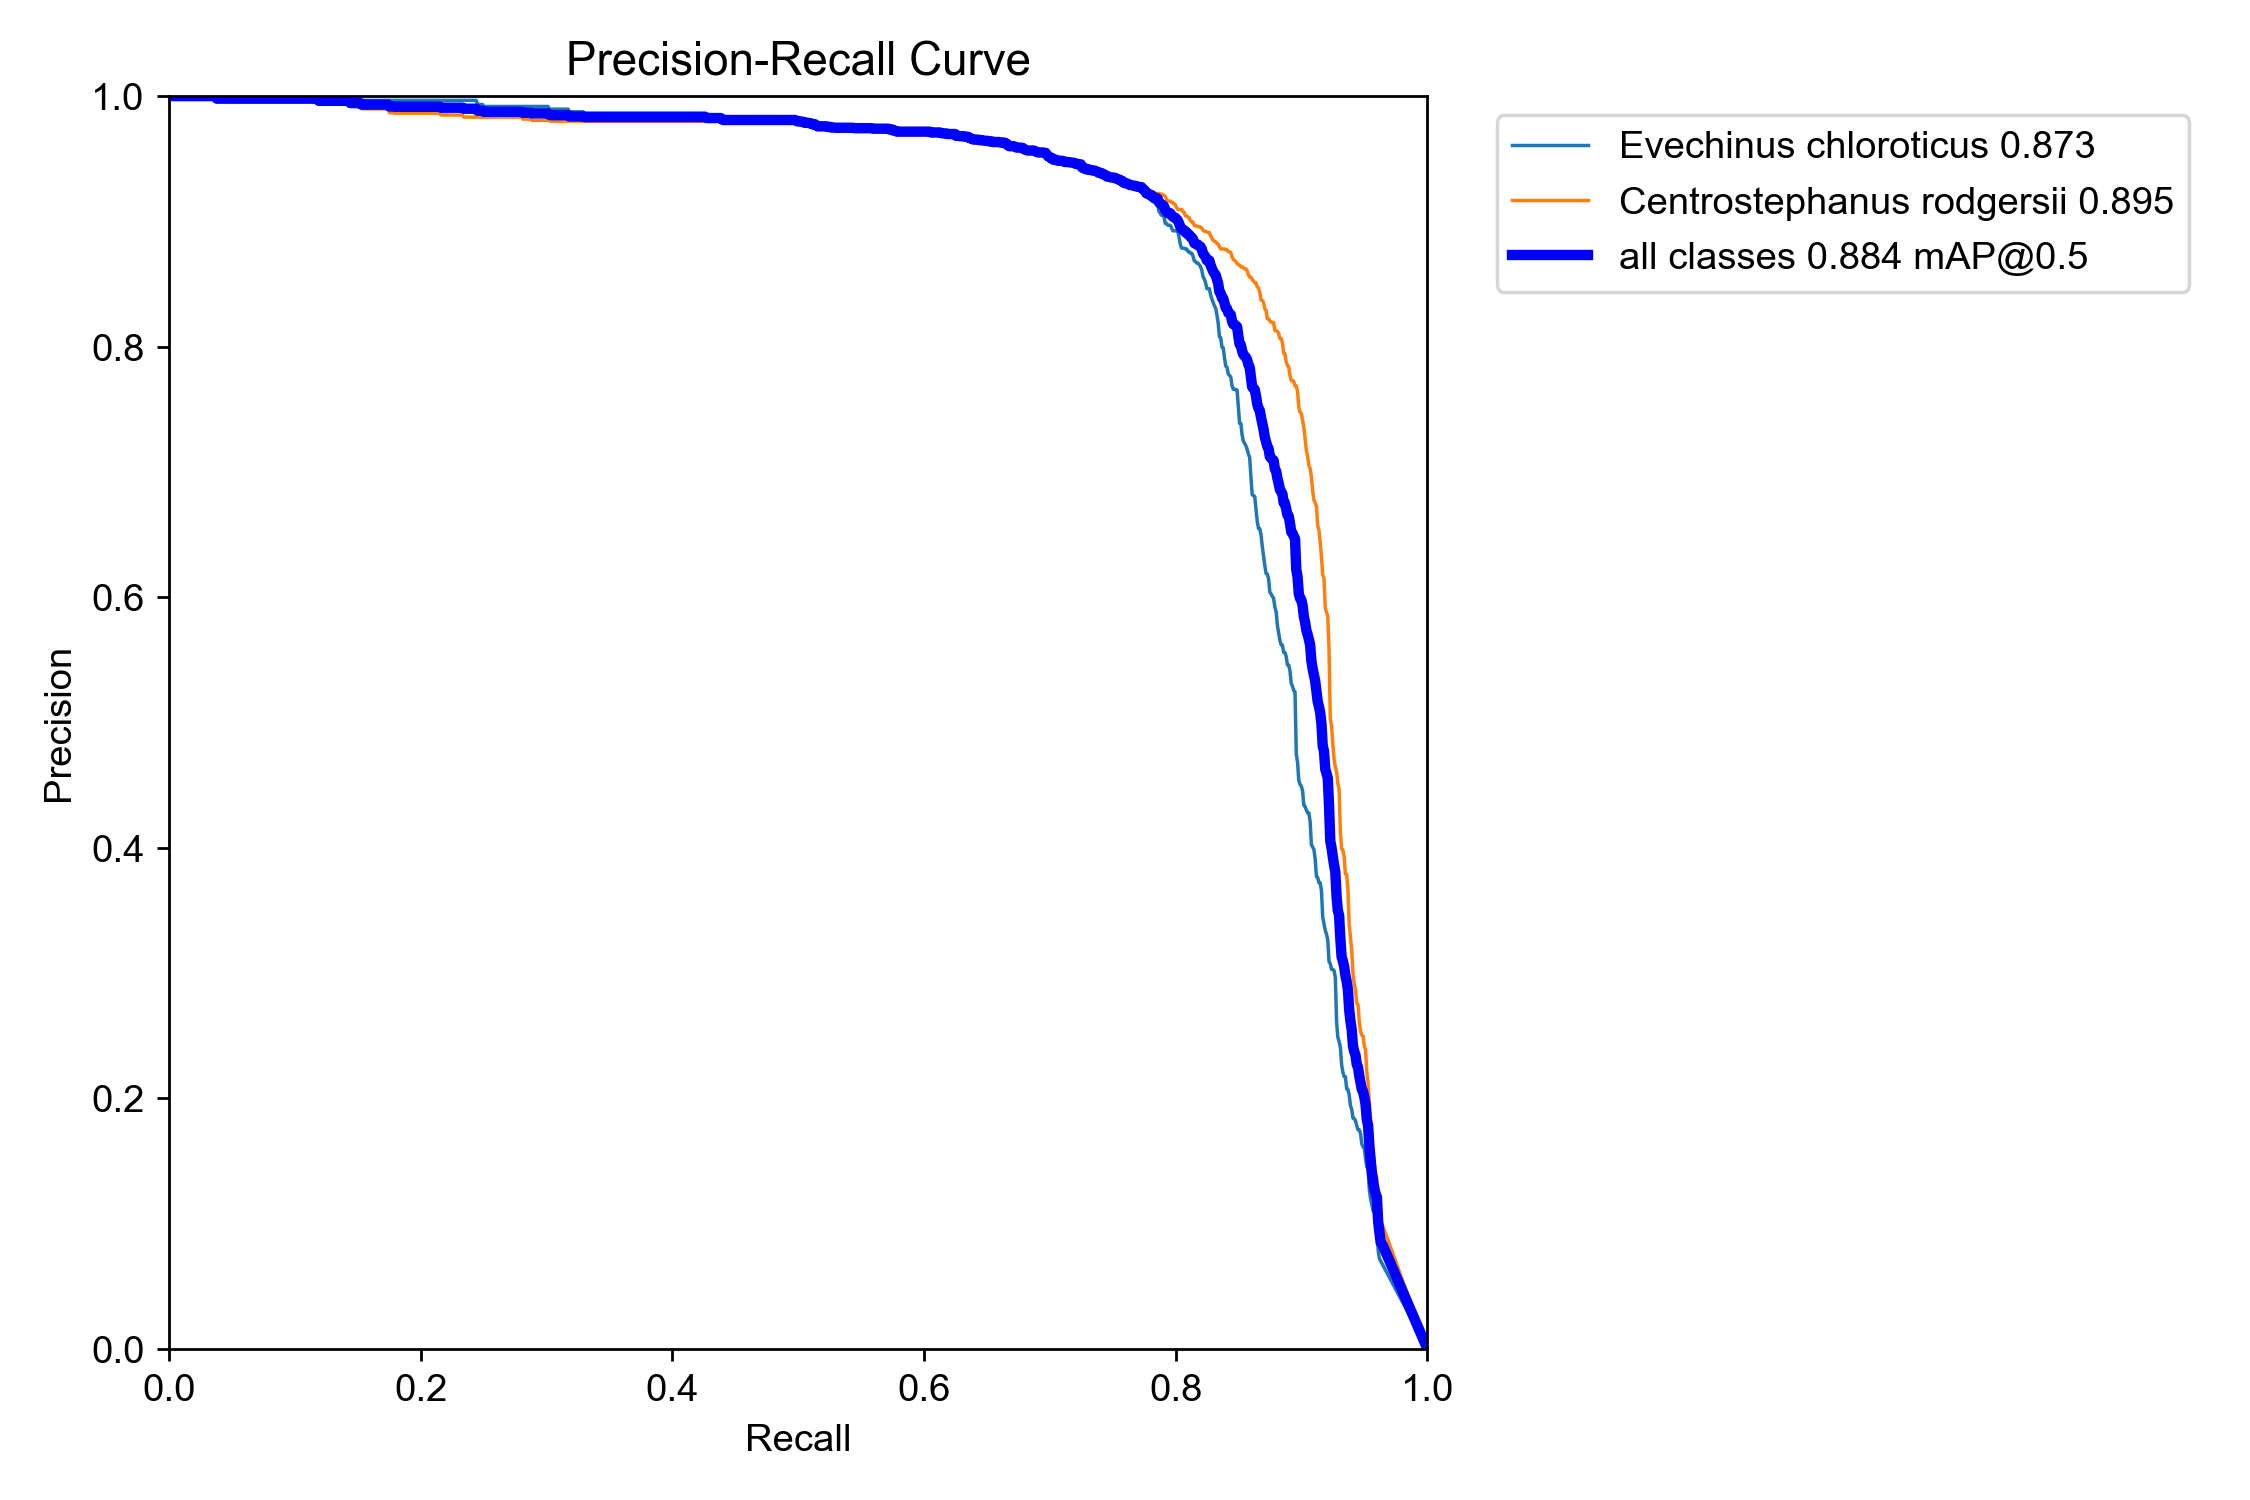 Precision-Recall Curve
1.0
0.8
0.6
0.4
0.2
0.0
Precision
0.0 0.2 0.4 0.6 0.8 1.0
Recall
Evechinus chloroticus 0.873
Centrostephanus rodgersii 0.895
all classes 0.884 mAP@0.5